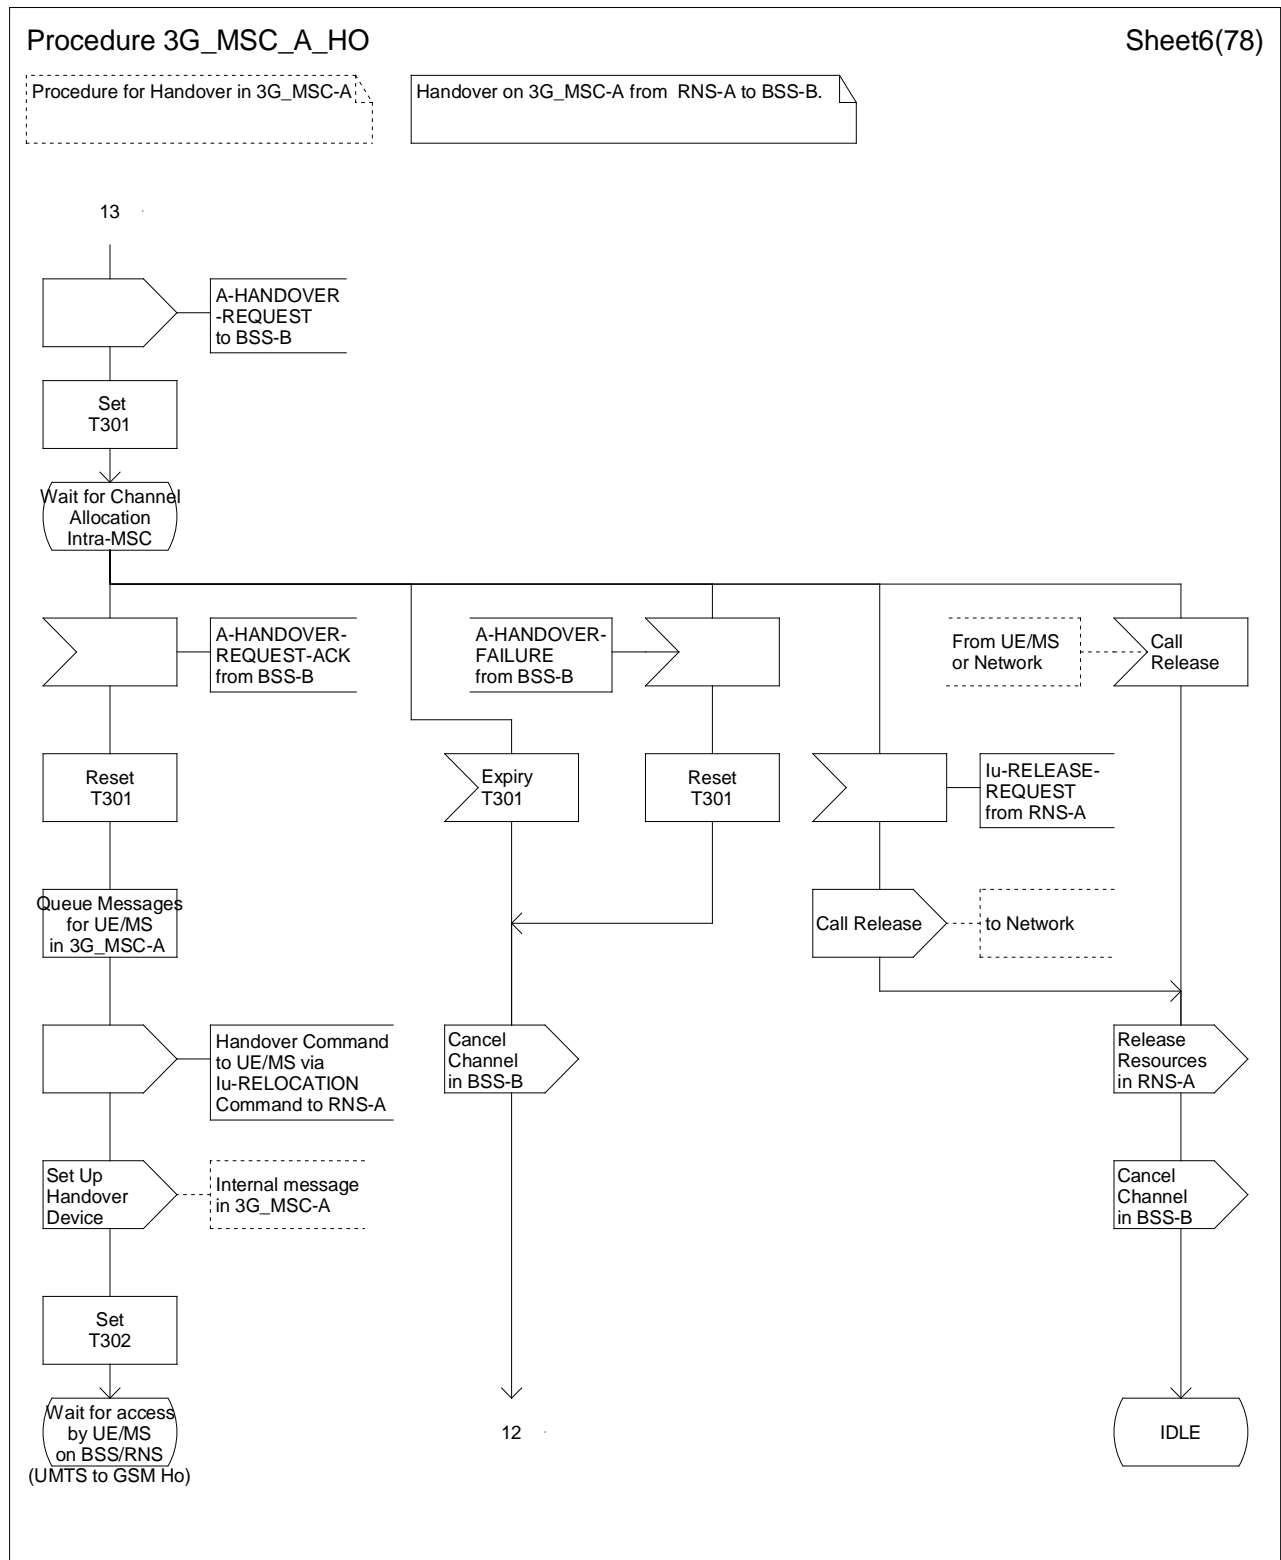 Procedure 3G_MSC_A_HO
Sheet6(78)
Procedure for Handover in 3G_MSC-A
Handover on 3G_MSC-A from RNS-A to BSS-B.
13
A-HANDOVER
-REQUEST
to BSS-B
Set
T301
Wait for Channel
Allocation
Intra-MSC
A-HANDOVER-
REQUEST-ACK
from BSS-B
A-HANDOVER-
FAILURE
from BSS-B
From UE/MS
or Network
Call
Release
Reset
T301
Expiry
T301
Reset
T301
Iu-RELEASE-
REQUEST
from RNS-A
Queue Messages
for UE/MS
in 3G_MSC-A
Call Release
to Network
Handover Command
to UE/MS via
Iu-RELOCATION
Command to RNS-A
Cancel
Channel
in BSS-B
Release
Resources
in RNS-A
Set Up
Handover
Device
Internal message
in 3G_MSC-A
Cancel
Channel
in BSS-B
Set
T302
Wait for access
by UE/MS
on BSS/RNS
(UMTS to GSM Ho)
12
IDLE